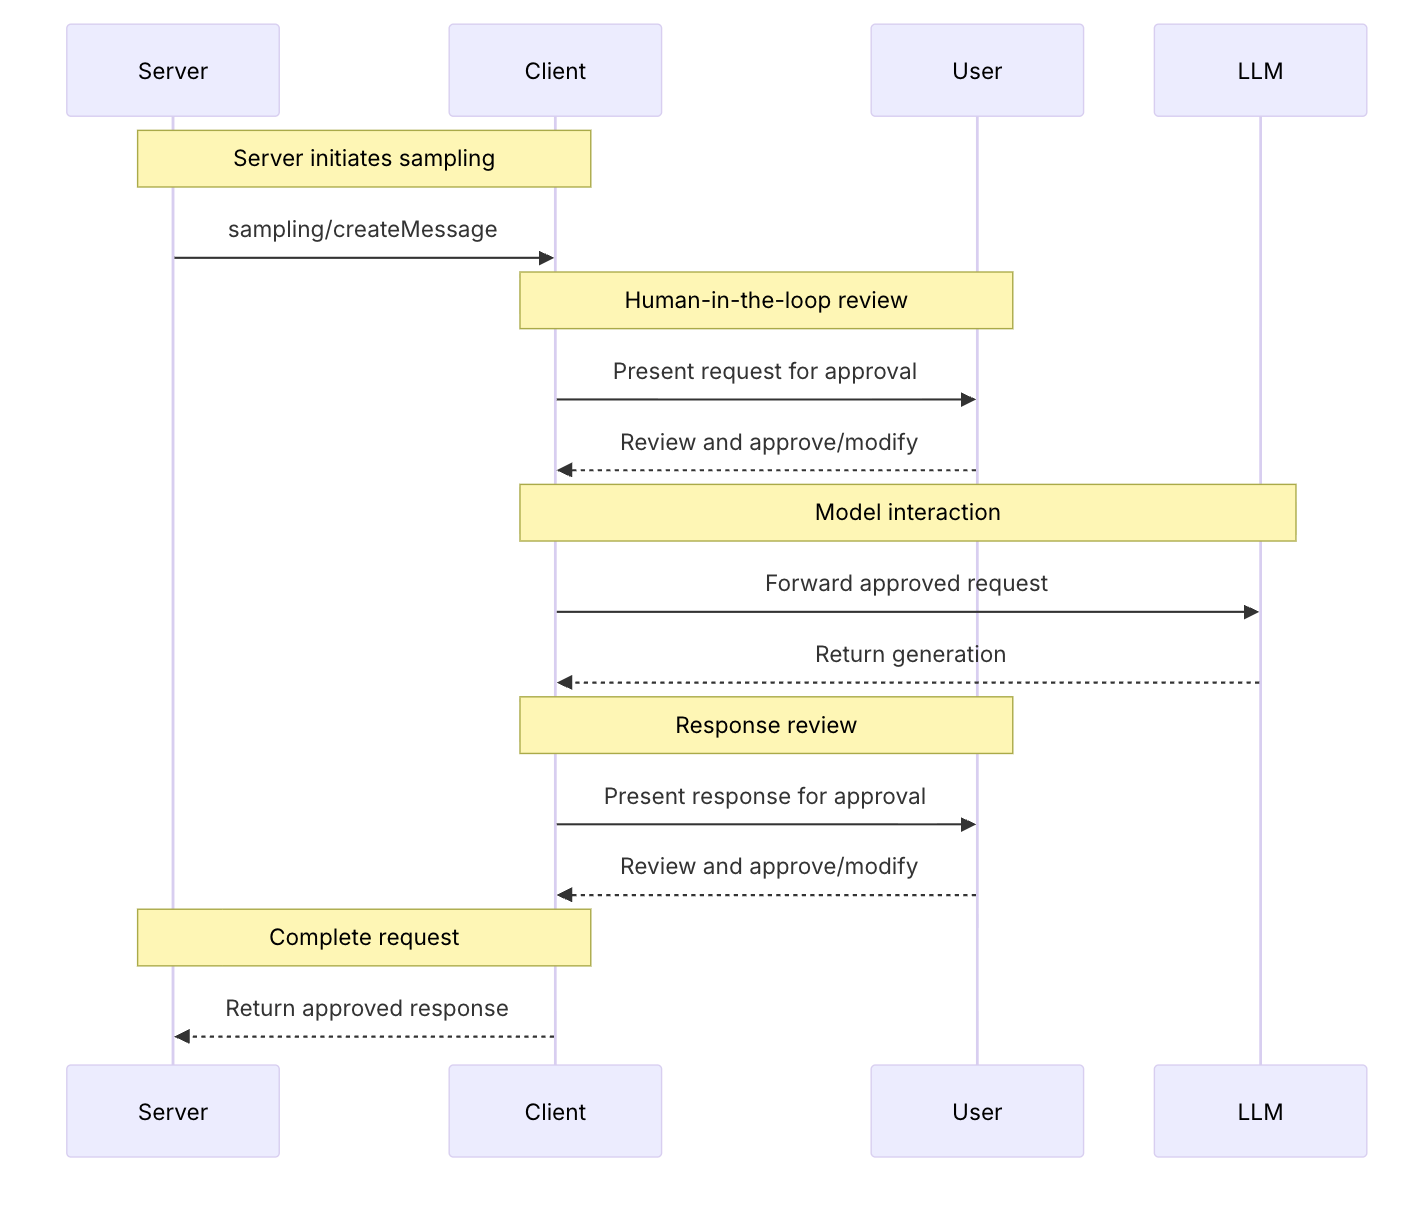 Server
Client
User
LLM
Server initiates sampling
sampling/createMessage
Human-in-the-loop review
Present request for approval
Review and approve/modify
Model interaction
Forward approved request
Return generation
Response review
Present response for approval
Review and approve/modify
Complete request
Return approved response
Server
Client
User
LLM